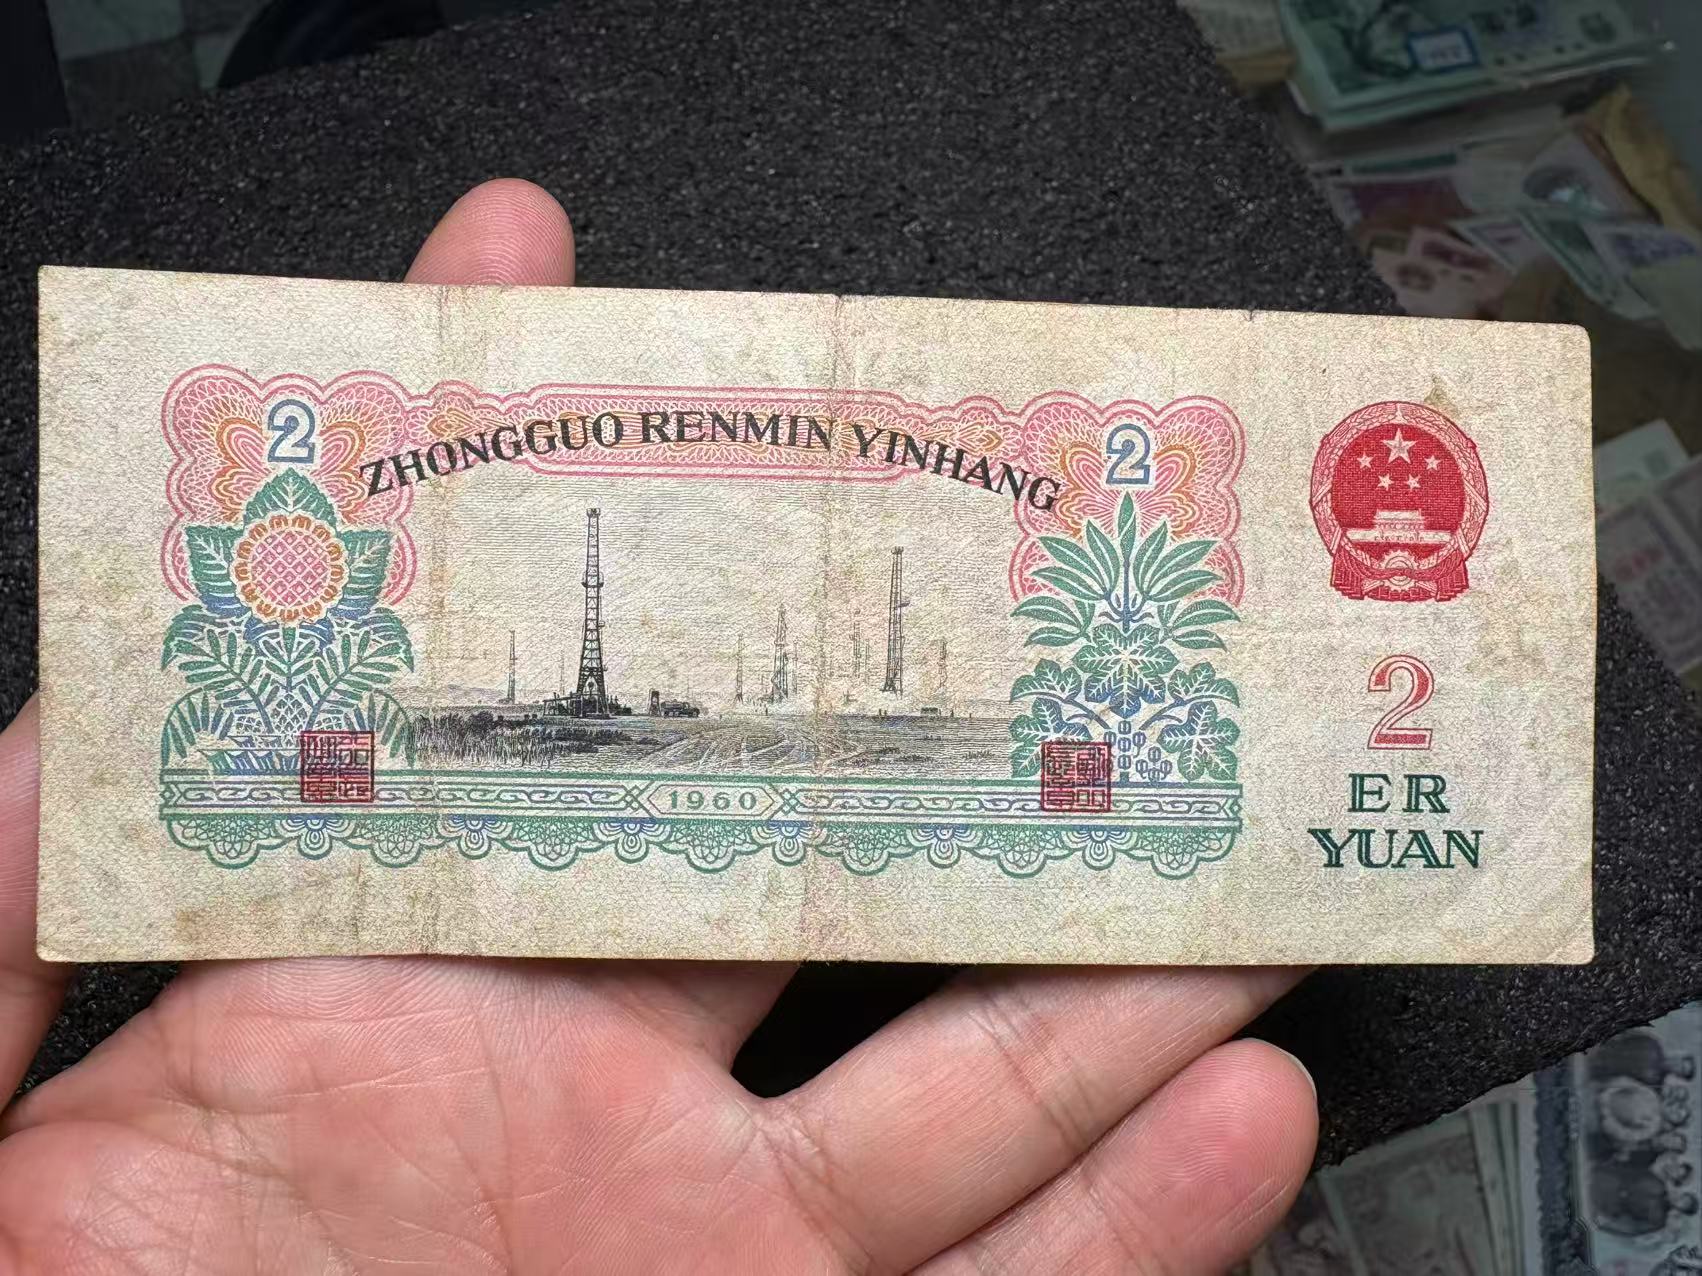 2
2
ZHONGGUO RENMIN YINHANG
1960
2
ER
YUAN